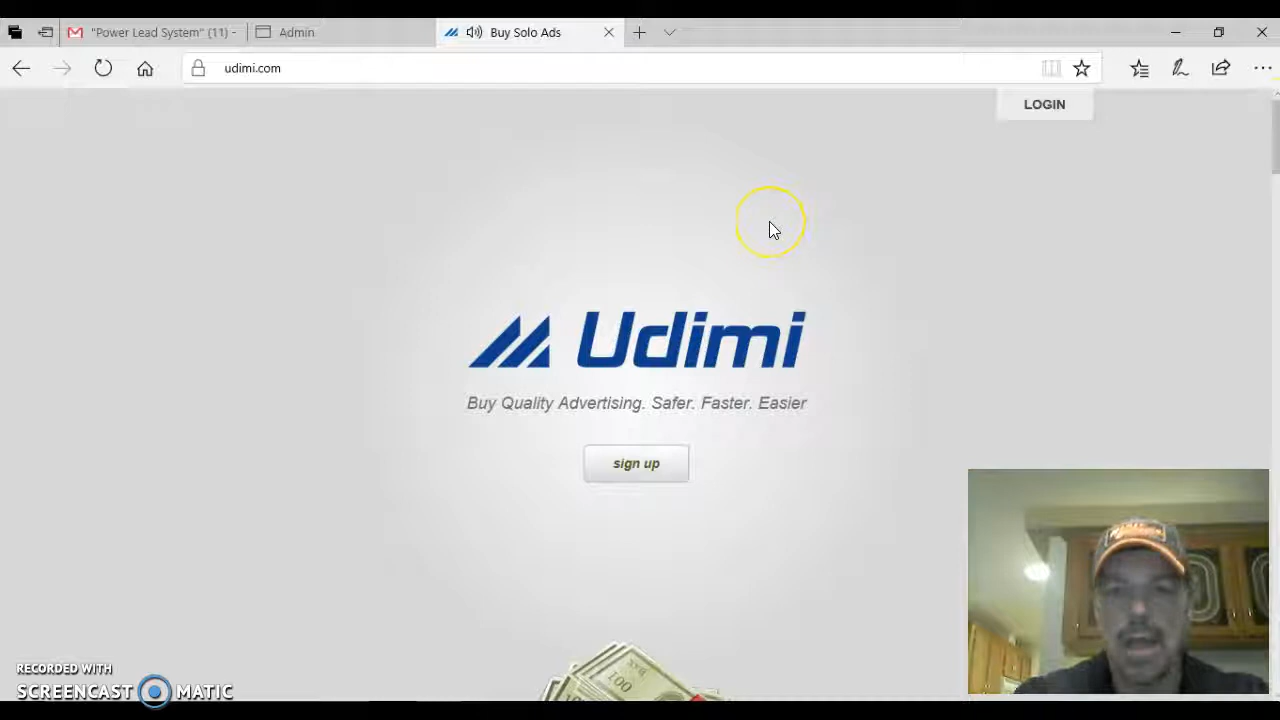 "Power Lead System" (11) -
Admin
Buy Solo Ads
udimi.com
LOGIN
Udimi
Buy Quality Advertising. Safer. Faster. Easier
sign up
100
RECORDED WITH
SCREENCAST MATIC